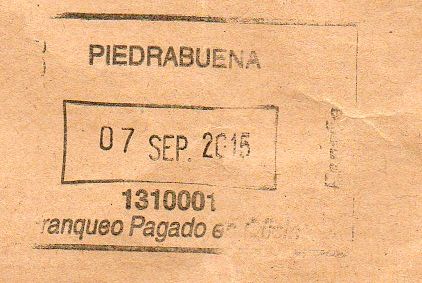 PIEDRABUENA
07 SEP. 2015
1310001
ranqueo Pagado en